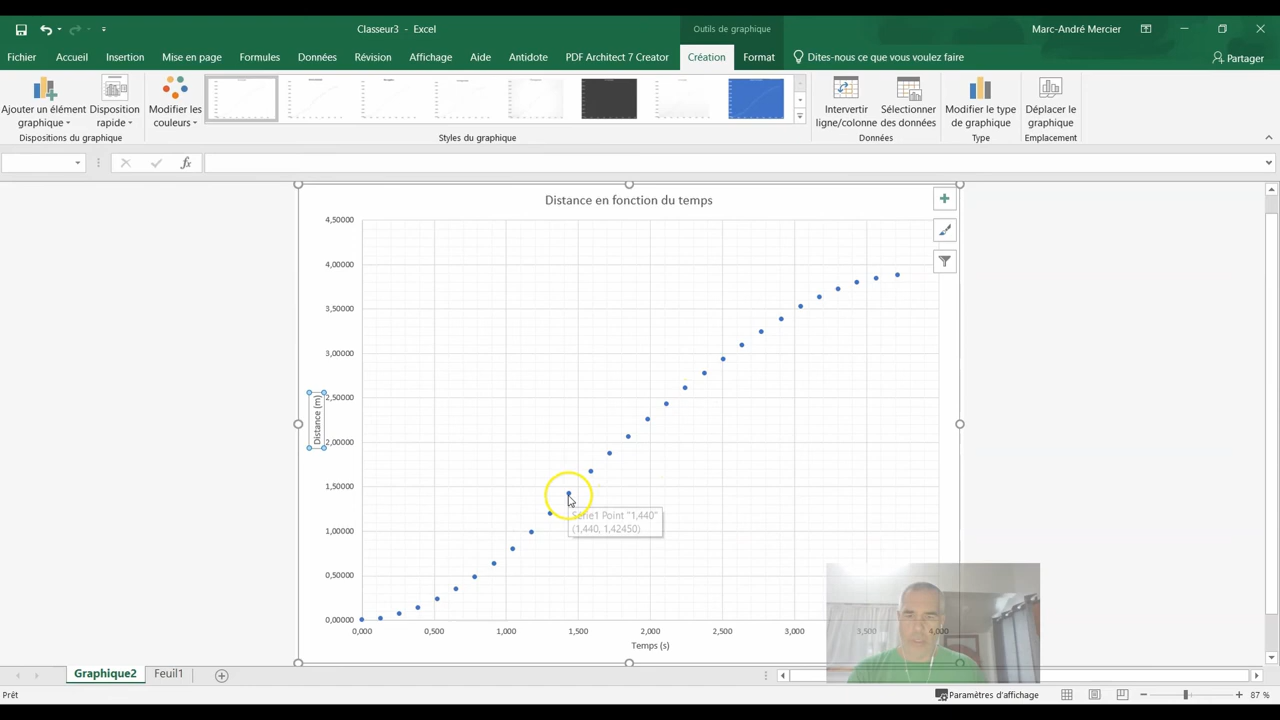 Classeur3 - Excel
Outils de graphique
Marc-André Mercier
Fichier Accueil Insertion Mise en page Formules Données Révision Affichage Aide Antidote PDF Architect 7 Creator Création Format Dites-nous ce que vous voulez faire Partager
Ajouter un élément graphique
Disposition rapide
Modifier les couleurs
Intervertir ligne/colonne
Sélectionner des données
Modifier le type de graphique
Déplacer le graphique
Dispositions du graphique
Styles du graphique
Données
Type
Emplacement
fx
Distance en fonction du temps
4,50000
4,00000
3,50000
3,00000
2,50000
2,00000
1,50000
1,00000
0,50000
0,00000
Distance (m)
Série1 Point "1,440"
(1,440, 1,42450)
0,000 0,500 1,000 1,500 2,000 2,500 3,000 3,500 4,000
Temps (s)
Graphique2 Feuil1
Prêt
Paramètres d'affichage
87 %